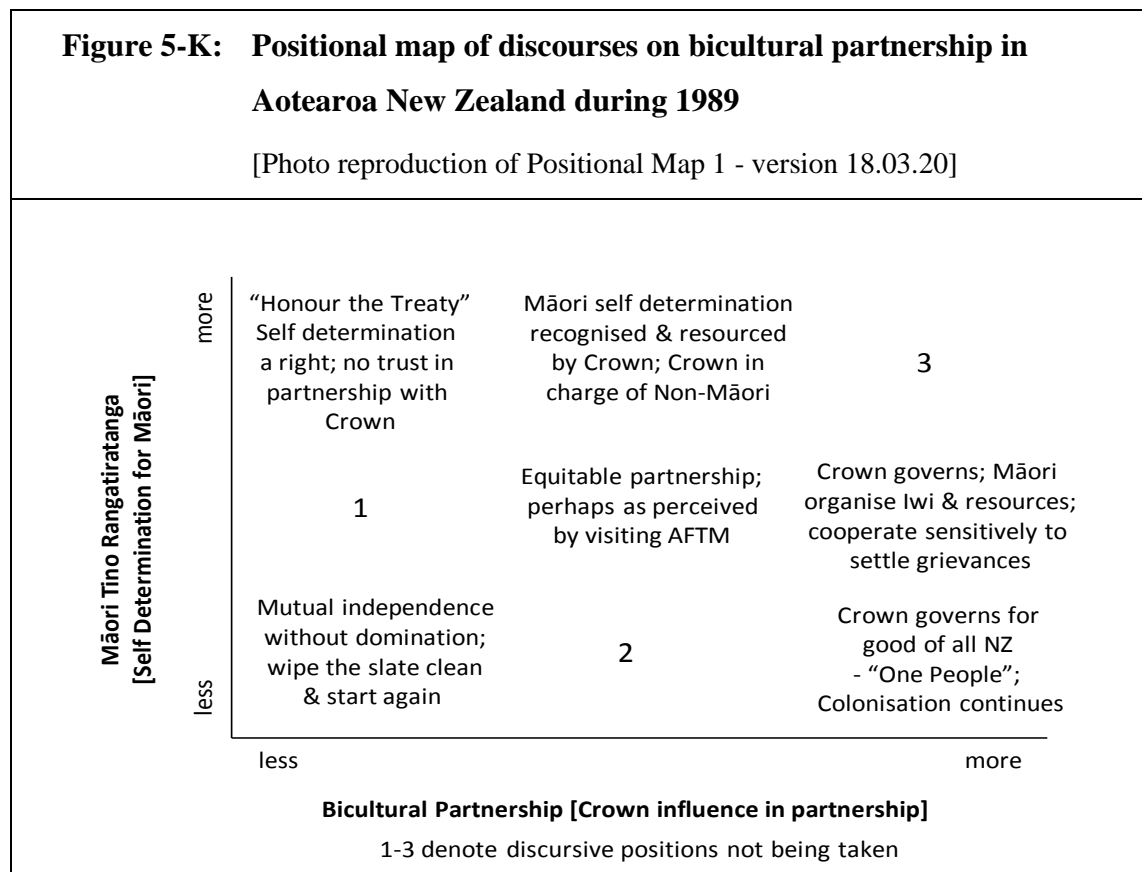 Figure 5-K: Positional map of discourses on bicultural partnership in
Aotearoa New Zealand during 1989
[Photo reproduction of Positional Map 1 - version 18.03.20]
Māori Tino Rangatiratanga
[Self Determination for Māori]
more
less
“Honour the Treaty”
Self determination
a right; no trust in
partnership with
Crown
Māori self determination
recognised & resourced
by Crown; Crown in
charge of Non-Māori
3
1
Equitable partnership;
perhaps as perceived
by visiting AFTM
Crown governs; Māori
organise Iwi & resources;
cooperate sensitively to
settle grievances
Mutual independence
without domination;
wipe the slate clean
& start again
2
Crown governs for
good of all NZ
- “One People”;
Colonisation continues
less
more
Bicultural Partnership [Crown influence in partnership]
1-3 denote discursive positions not being taken